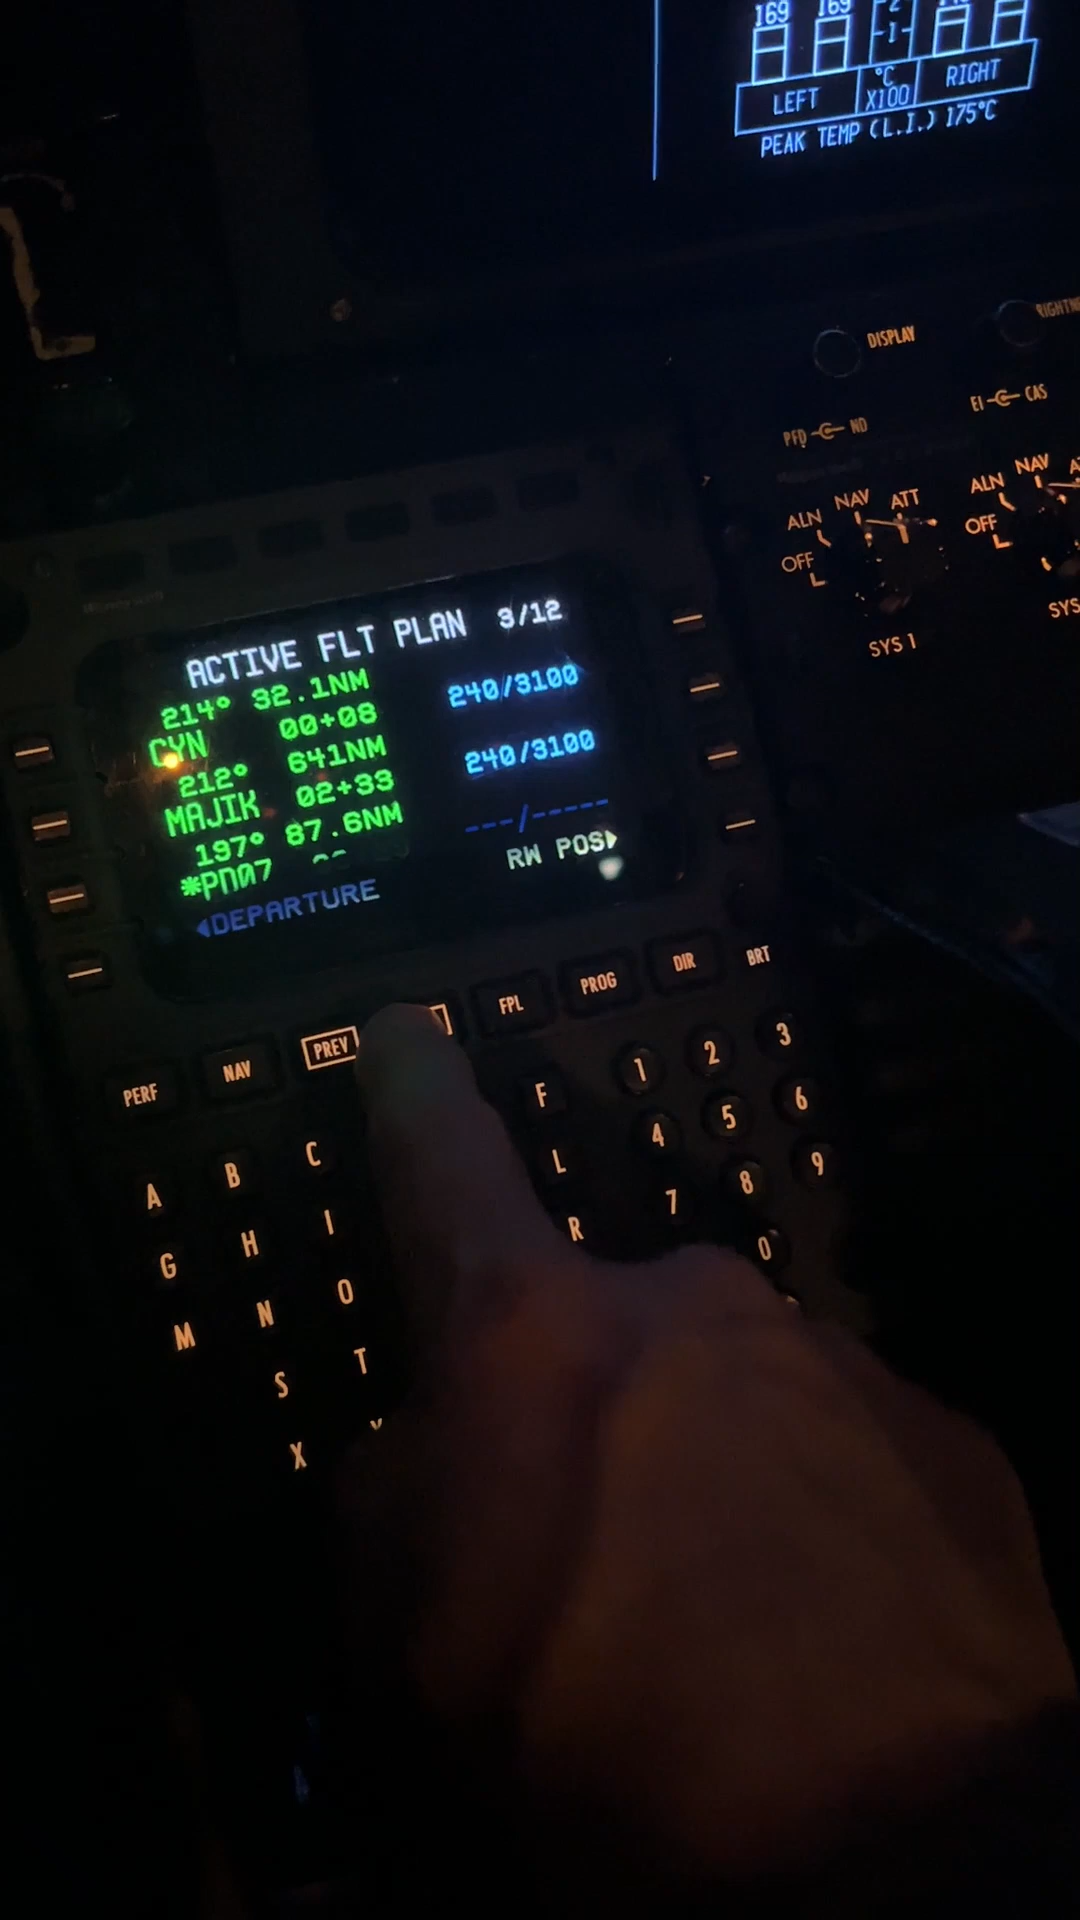 169 169
LEFT °C X100 RIGHT
PEAK TEMP (L.I.) 175°C
DISPLAY
PFD ND
EI CAS
ALN NAV ATT
OFF
SYS 1
ALN NAV
OFF
SYS
ACTIVE FLT PLAN 3/12
214° 32.1NM 240/3100
CYN 00+08
212° 641NM 240/3100
MAJIK 02+33
197° 87.6NM ---/-----
*PN07
RW POS
DEPARTURE
PERF NAV PREV FPL PROG DIR BRT
A B C F 1 2 3
G H I L 4 5 6
M N O R 7 8 9
S T 0
X